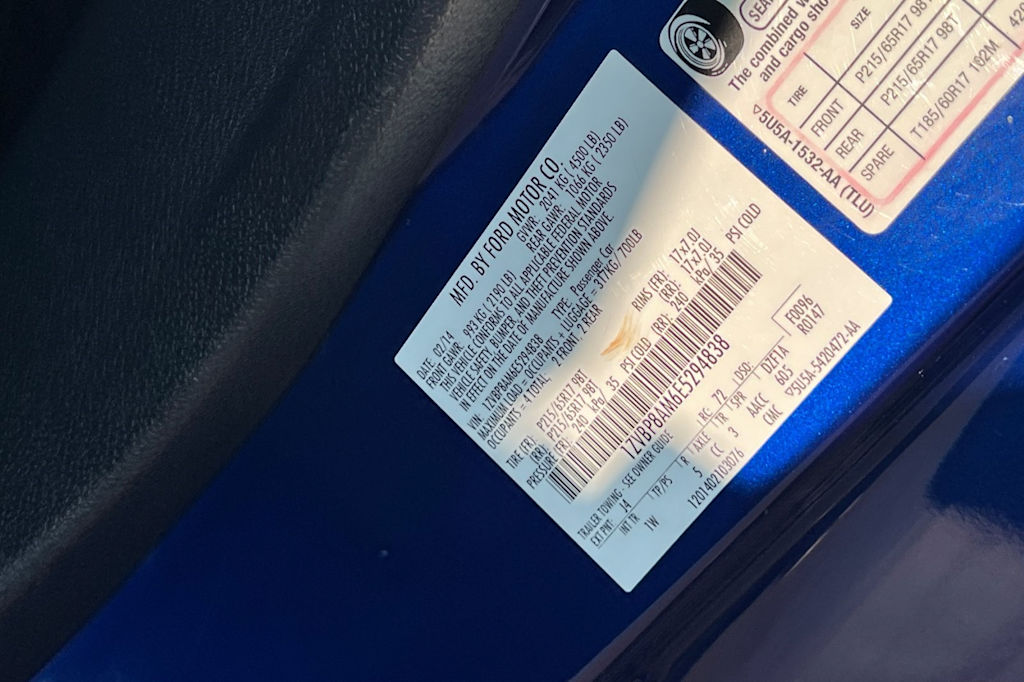 MFD. BY FORD MOTOR CO.
DATE: 02/14 GVWR: 2041 KG ( 4500 LB)
FRONT GAWR: 993 KG (2190 LB) REAR GAWR: 1066 KG ( 2350 LB)
THIS VEHICLE CONFORMS TO ALL APPLICABLE FEDERAL MOTOR
VEHICLE SAFETY, BUMPER, AND THEFT PREVENTION STANDARDS
IN EFFECT ON THE DATE OF MANUFACTURE SHOWN ABOVE.
VIN: 1ZVBP8AN6E5294838 TYPE: Passenger Car
MAXIMUM LOAD = OCCUPANTS + LUGGAGE = 317KG/ 700LB
OCCUPANTS = 4 TOTAL, 2 FRONT, 2 REAR
TIRE (FR): P215/65R17 98T RIMS (FR): 17x7.0J
(RR): P215/65R17 98T (RR): 17x7.0J
PRESSURE (FR): 240 kPa/ 35 PSI COLD (RR): 240 kPa/ 35 PSI COLD
1ZVBP8AN6E5294838
TRAILER TOWING - SEE OWNER GUIDE
EXT PNT: J4 RC: 72 DSO:
INT TR TP/PS R AXLE TR SPR F0096
1W 5 CC 3 AACC DZF1A R0147
1201402103076 CMC 605
▽5U5A-5420472-AA
SEA
The combined w
and cargo sho
TIRE SIZE
FRONT P215/65R17 98T
REAR P215/65R17 98T
SPARE T185/60R17 102M 420
▽5U5A-1532-AA (TLU)